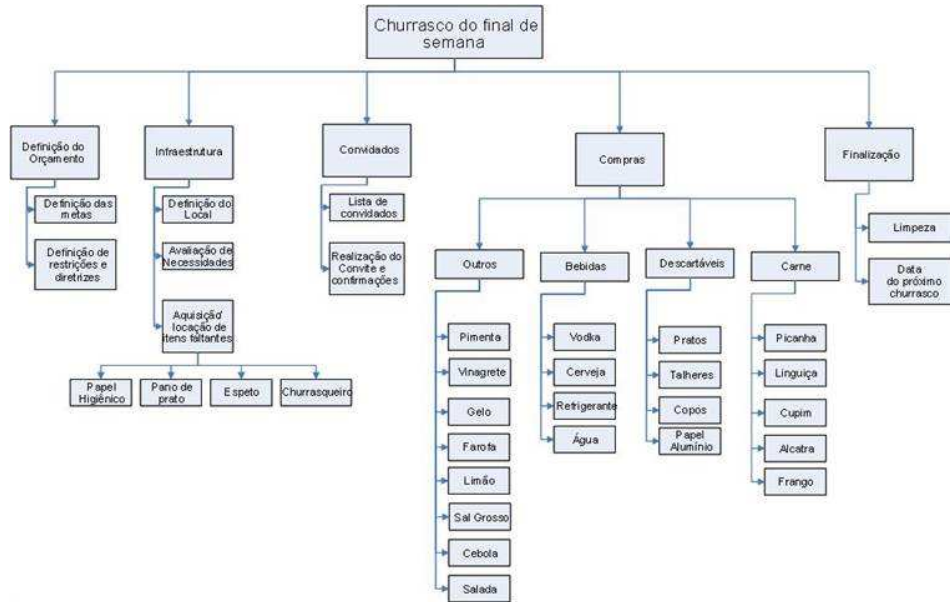 Churrasco do final de
semana
Definição do
Orçamento
Infraestrutura
Convidados
Compras
Finalização
Definição das
metas
Definição de
restrições e
diretrizes
Definição do
Local
Avaliação de
Necessidades
Aquisição/
locação de
itens faltantes
Papel
Higiênico
Pano de
prato
Espeto
Churrasqueiro
Lista de
convidados
Realização do
Convite e
confirmações
Outros
Bebidas
Descartáveis
Carne
Pimenta
Vinagrete
Gelo
Farofa
Limão
Sal Grosso
Cebola
Salada
Vodka
Cerveja
Refrigerante
Água
Pratos
Talheres
Copos
Papel
Alumínio
Picanha
Linguiça
Cupim
Alcatra
Frango
Limpeza
Data
do próximo
churrasco